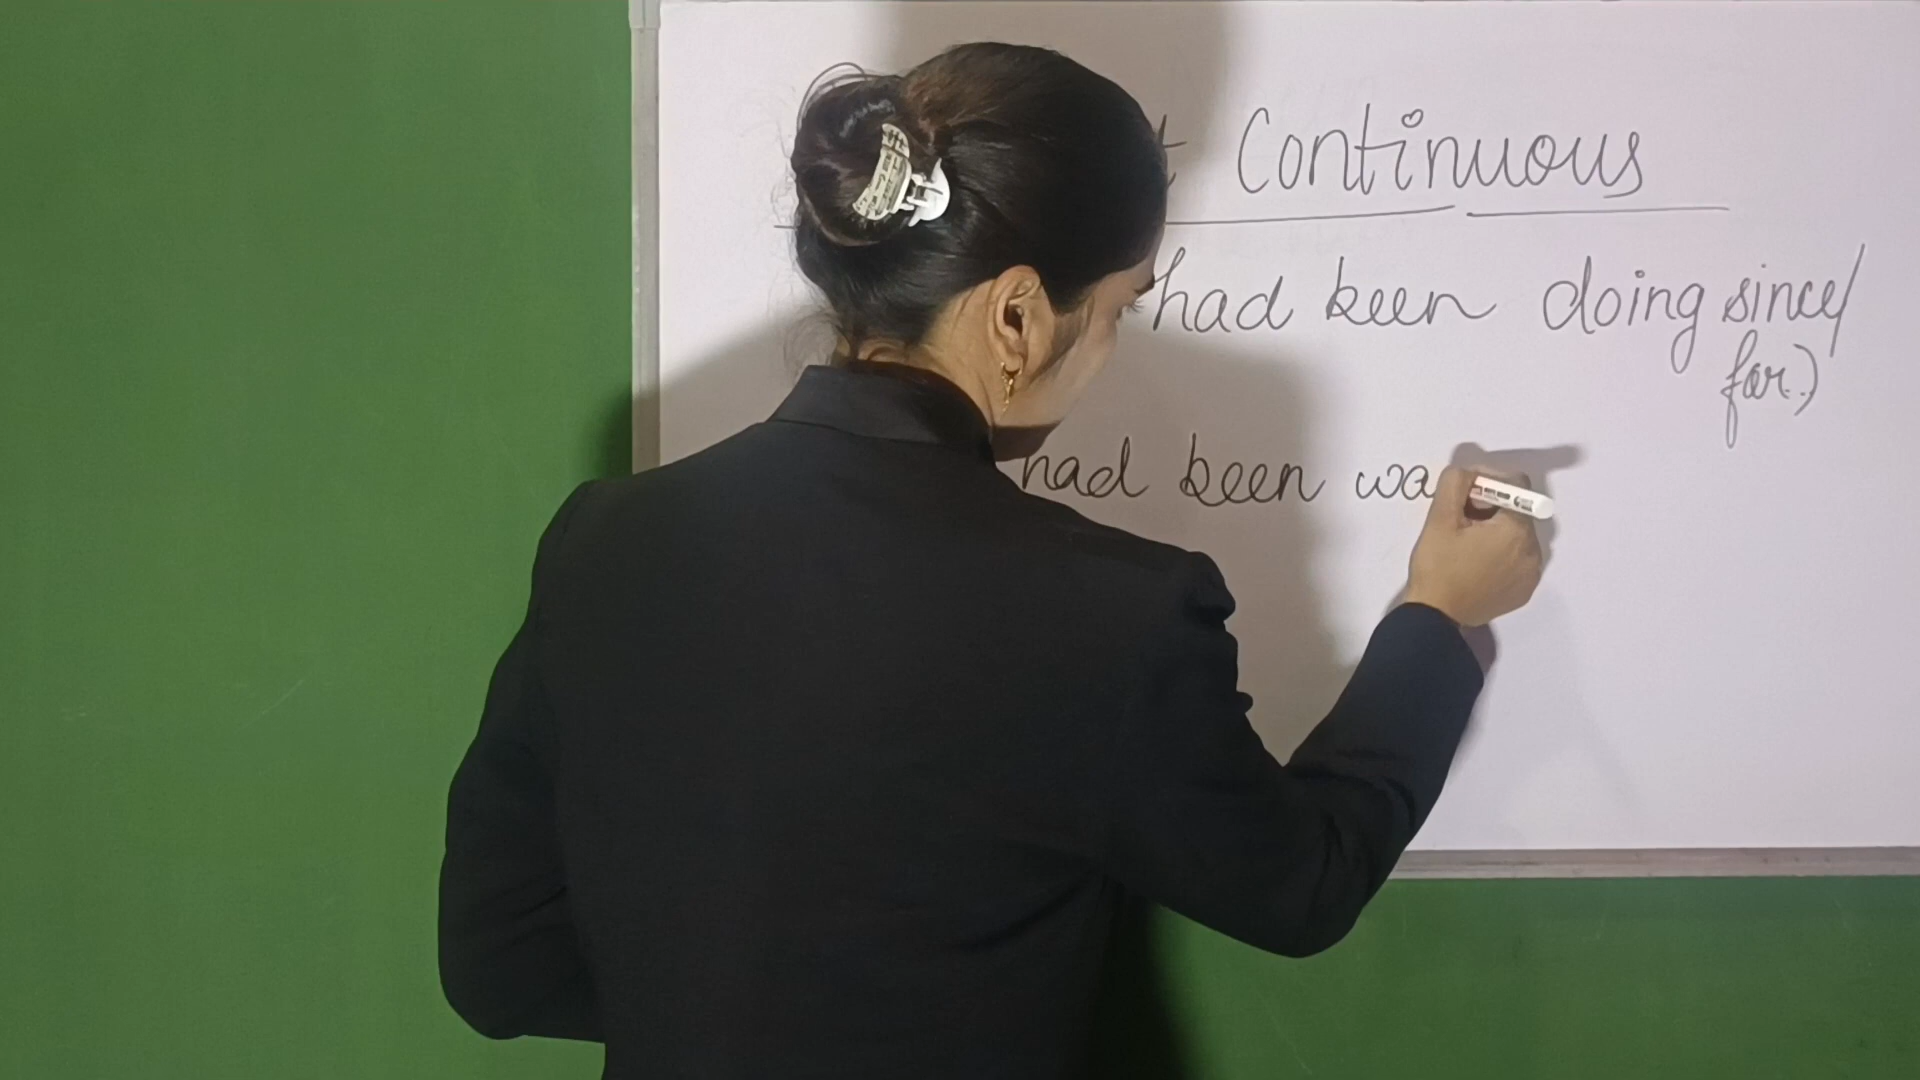 t Continuous
had been doing since/
for.)
had been wa